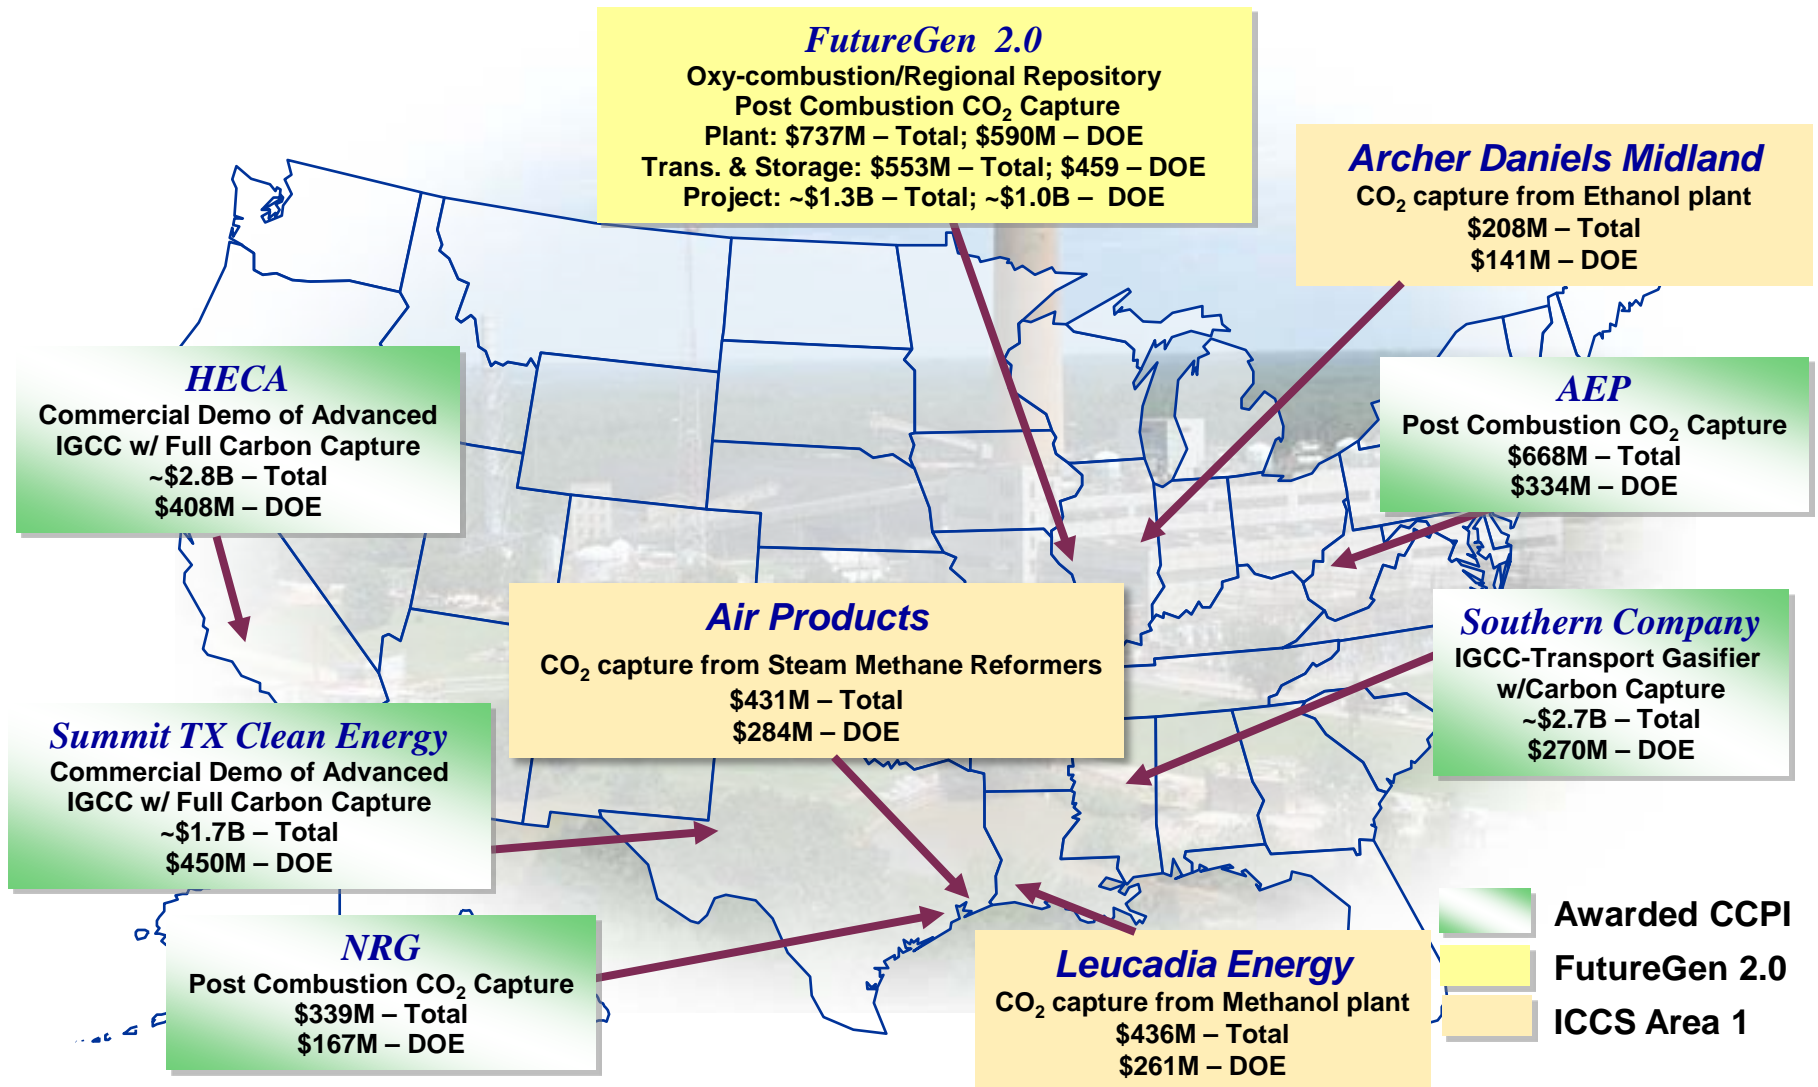 FutureGen 2.0
Oxy-combustion/Regional Repository
Post Combustion CO₂ Capture
Plant: $737M – Total; $590M – DOE
Trans. & Storage: $553M – Total; $459 – DOE
Project: ~$1.3B – Total; ~$1.0B – DOE
Archer Daniels Midland
CO₂ capture from Ethanol plant
$208M – Total
$141M – DOE
HECA
Commercial Demo of Advanced
IGCC w/ Full Carbon Capture
~$2.8B – Total
$408M – DOE
AEP
Post Combustion CO₂ Capture
$668M – Total
$334M – DOE
Air Products
CO₂ capture from Steam Methane Reformers
$431M – Total
$284M – DOE
Southern Company
IGCC-Transport Gasifier
w/Carbon Capture
~$2.7B – Total
$270M – DOE
Summit TX Clean Energy
Commercial Demo of Advanced
IGCC w/ Full Carbon Capture
~$1.7B – Total
$450M – DOE
NRG
Post Combustion CO₂ Capture
$339M – Total
$167M – DOE
Leucadia Energy
CO₂ capture from Methanol plant
$436M – Total
$261M – DOE
Awarded CCPI
FutureGen 2.0
ICCS Area 1